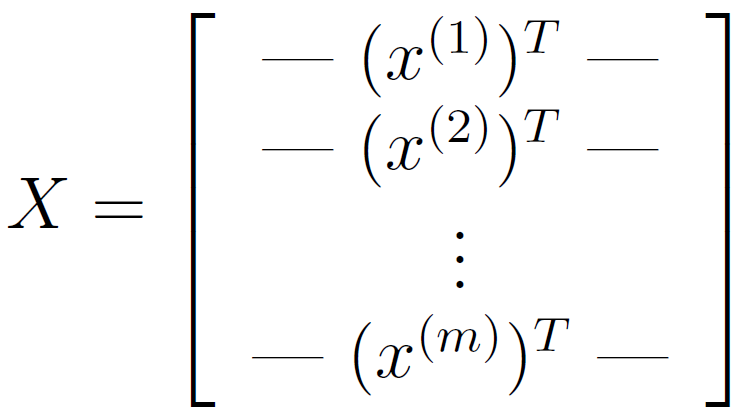 — (x^{(1)})^T —
— (x^{(2)})^T —
X =
⋮
— (x^{(m)})^T —